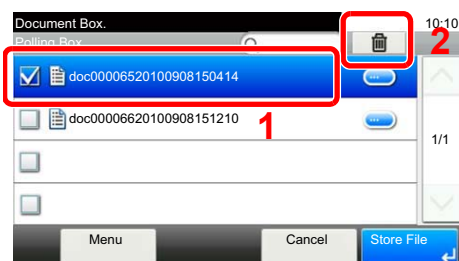 Document Box.
10:10
Polling Box
2
doc00006520100908150414
doc00006620100908151210
1
1/1
Menu
Cancel
Store File